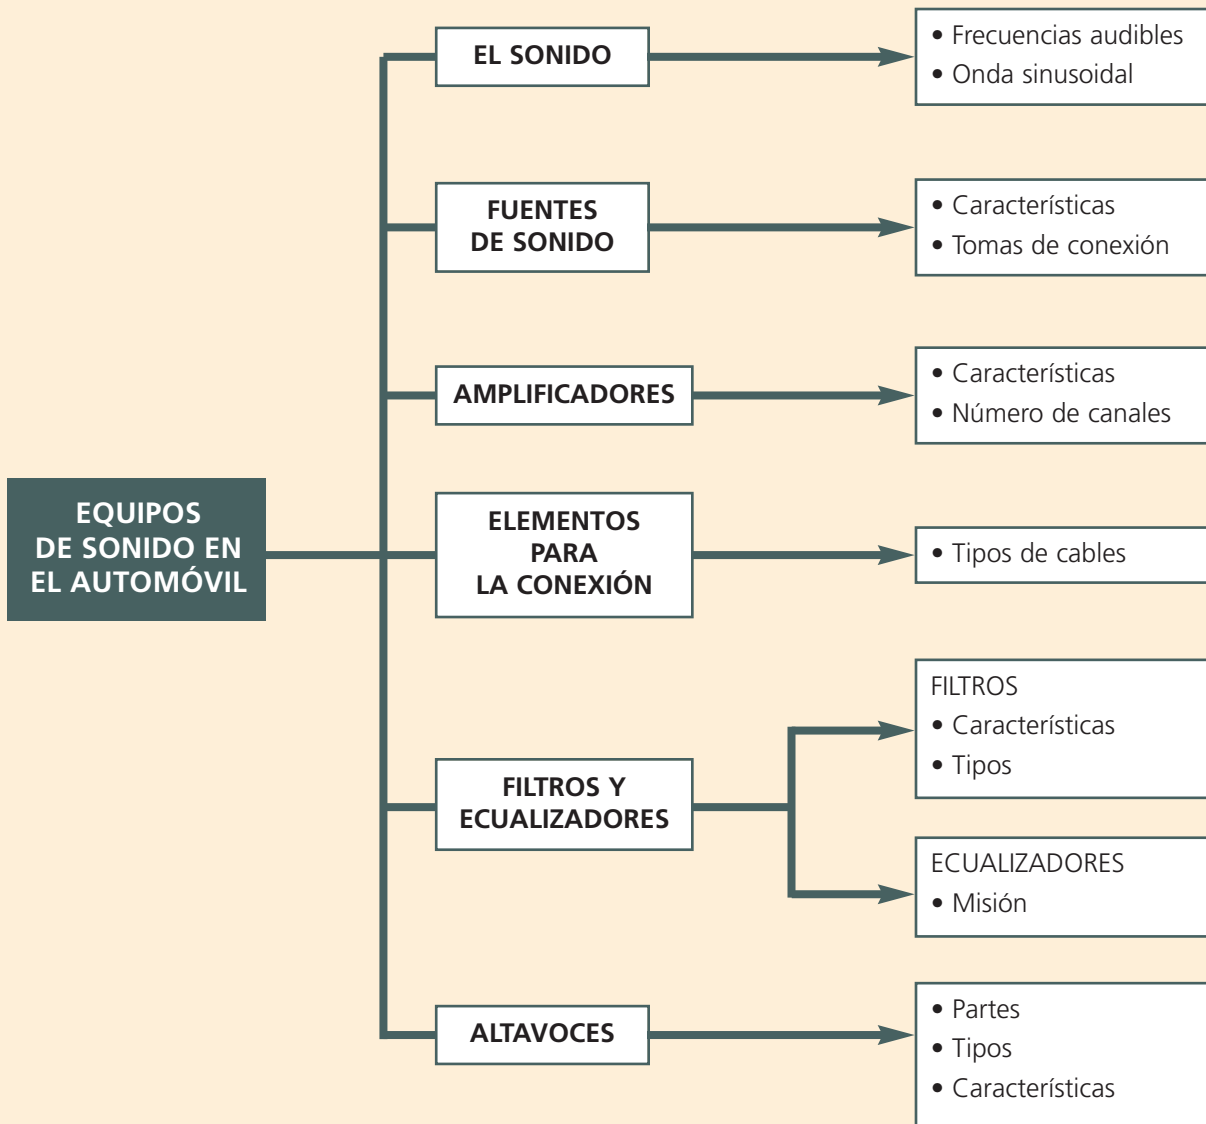 EL SONIDO
• Frecuencias audibles
• Onda sinusoidal
FUENTES
DE SONIDO
• Características
• Tomas de conexión
AMPLIFICADORES
• Características
• Número de canales
EQUIPOS
DE SONIDO EN
EL AUTOMÓVIL
ELEMENTOS
PARA
LA CONEXIÓN
• Tipos de cables
FILTROS Y
ECUALIZADORES
FILTROS
• Características
• Tipos
ECUALIZADORES
• Misión
ALTAVOCES
• Partes
• Tipos
• Características